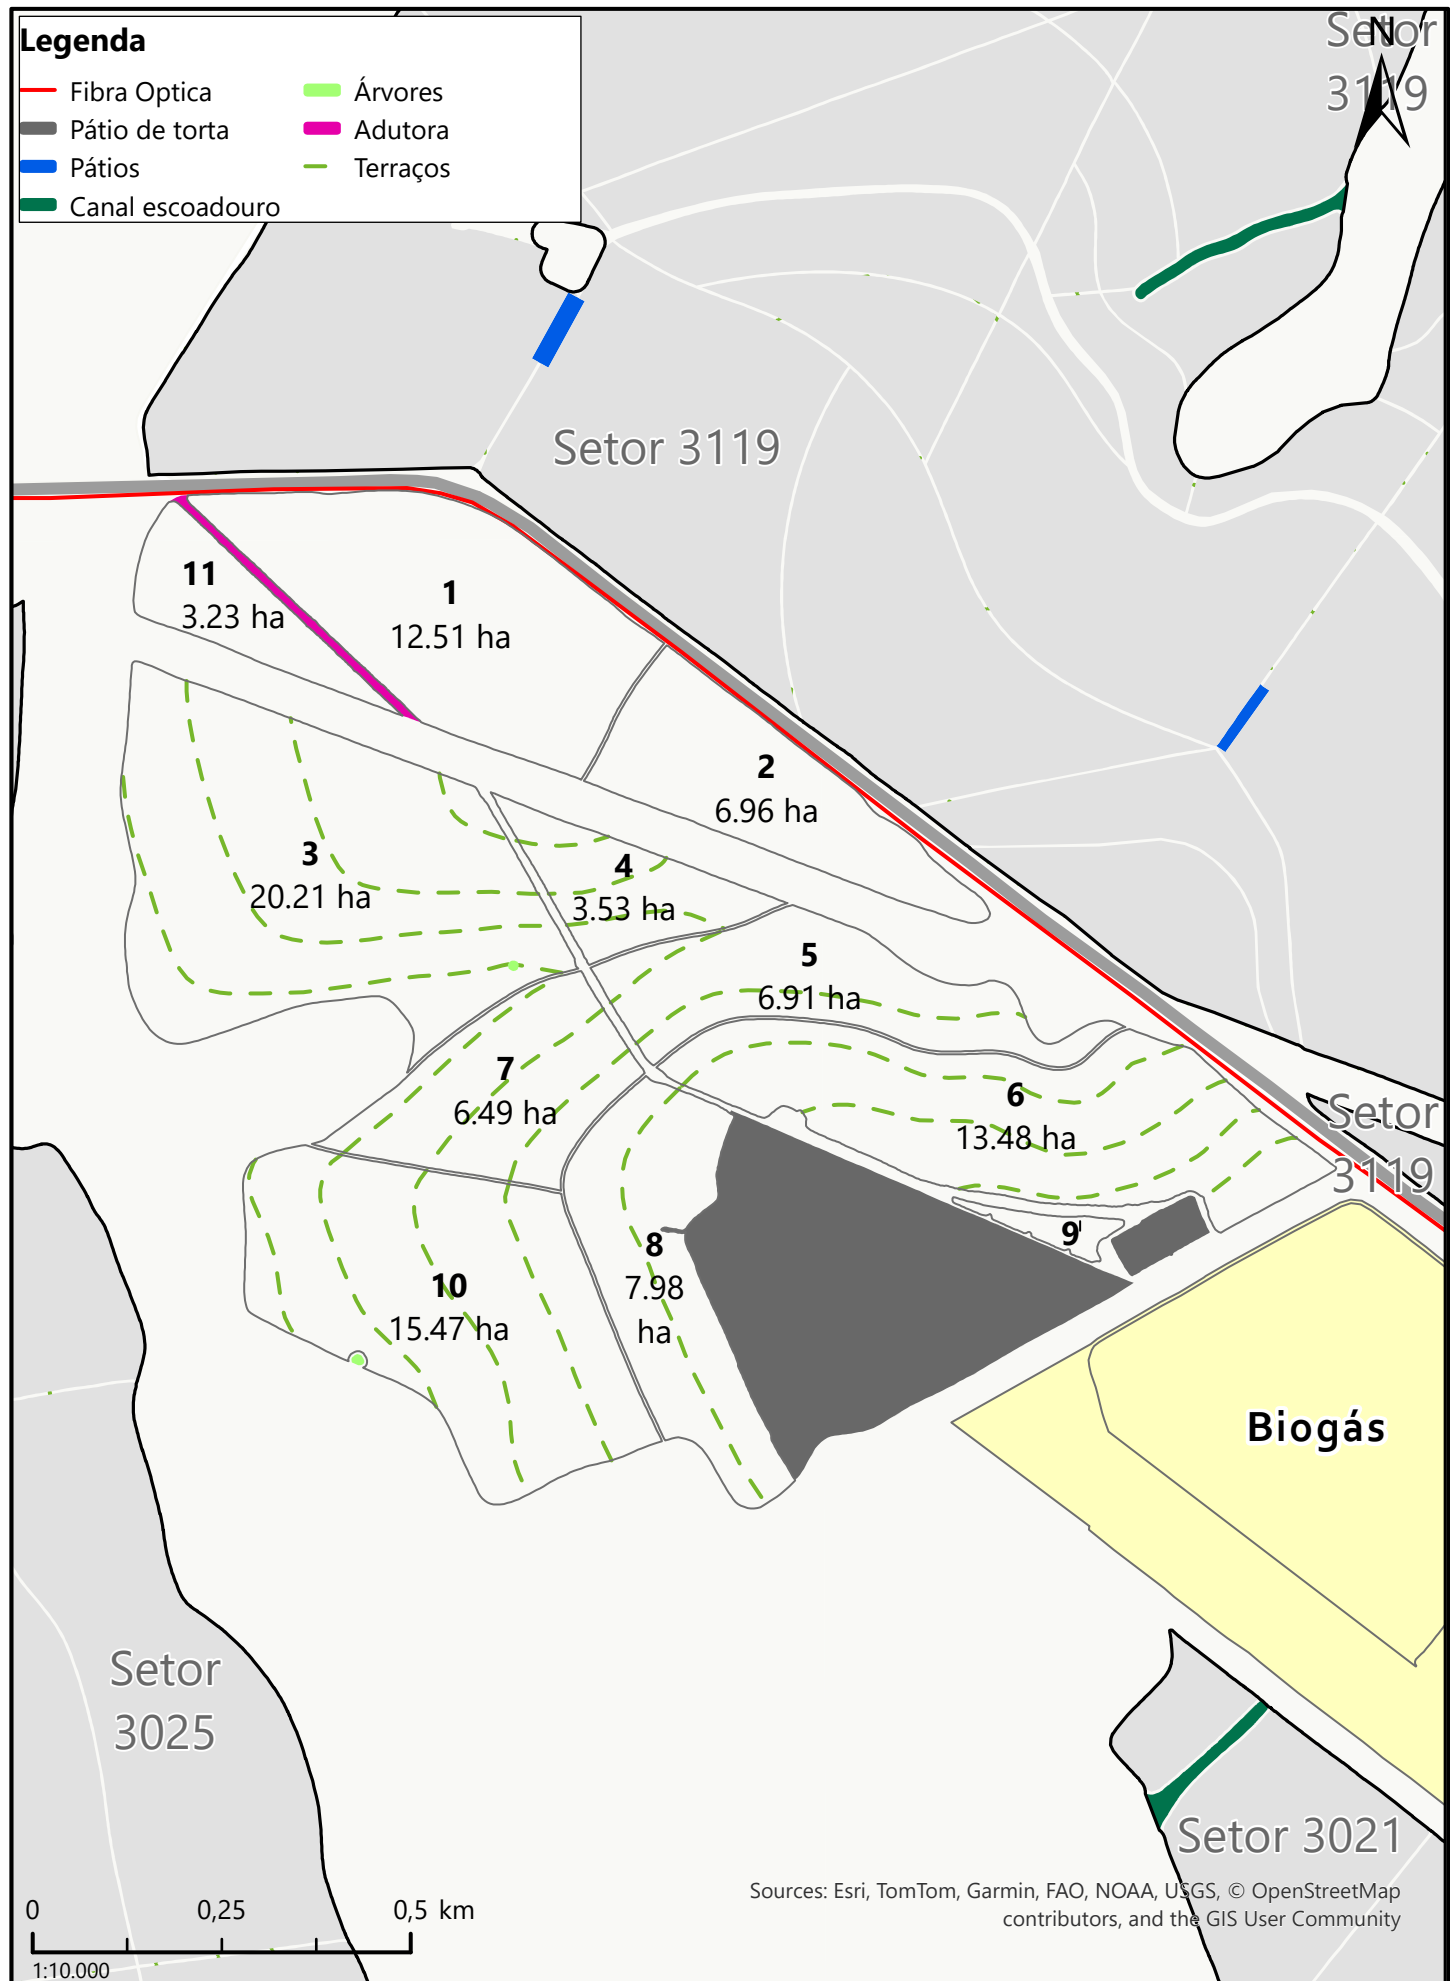 Legenda
Fibra Optica
Árvores
Pátio de torta
Adutora
Pátios
Terraços
Canal escoadouro
Setor
3119
N
Setor 3119
11
3.23 ha
1
12.51 ha
2
6.96 ha
3
20.21 ha
4
3.53 ha
5
6.91 ha
7
6.49 ha
6
13.48 ha
Setor
3119
9
8
7.98
ha
10
15.47 ha
Biogás
Setor
3025
Setor 3021
Sources: Esri, TomTom, Garmin, FAO, NOAA, USGS, © OpenStreetMap
contributors, and the GIS User Community
0 0,25 0,5 km
1:10.000